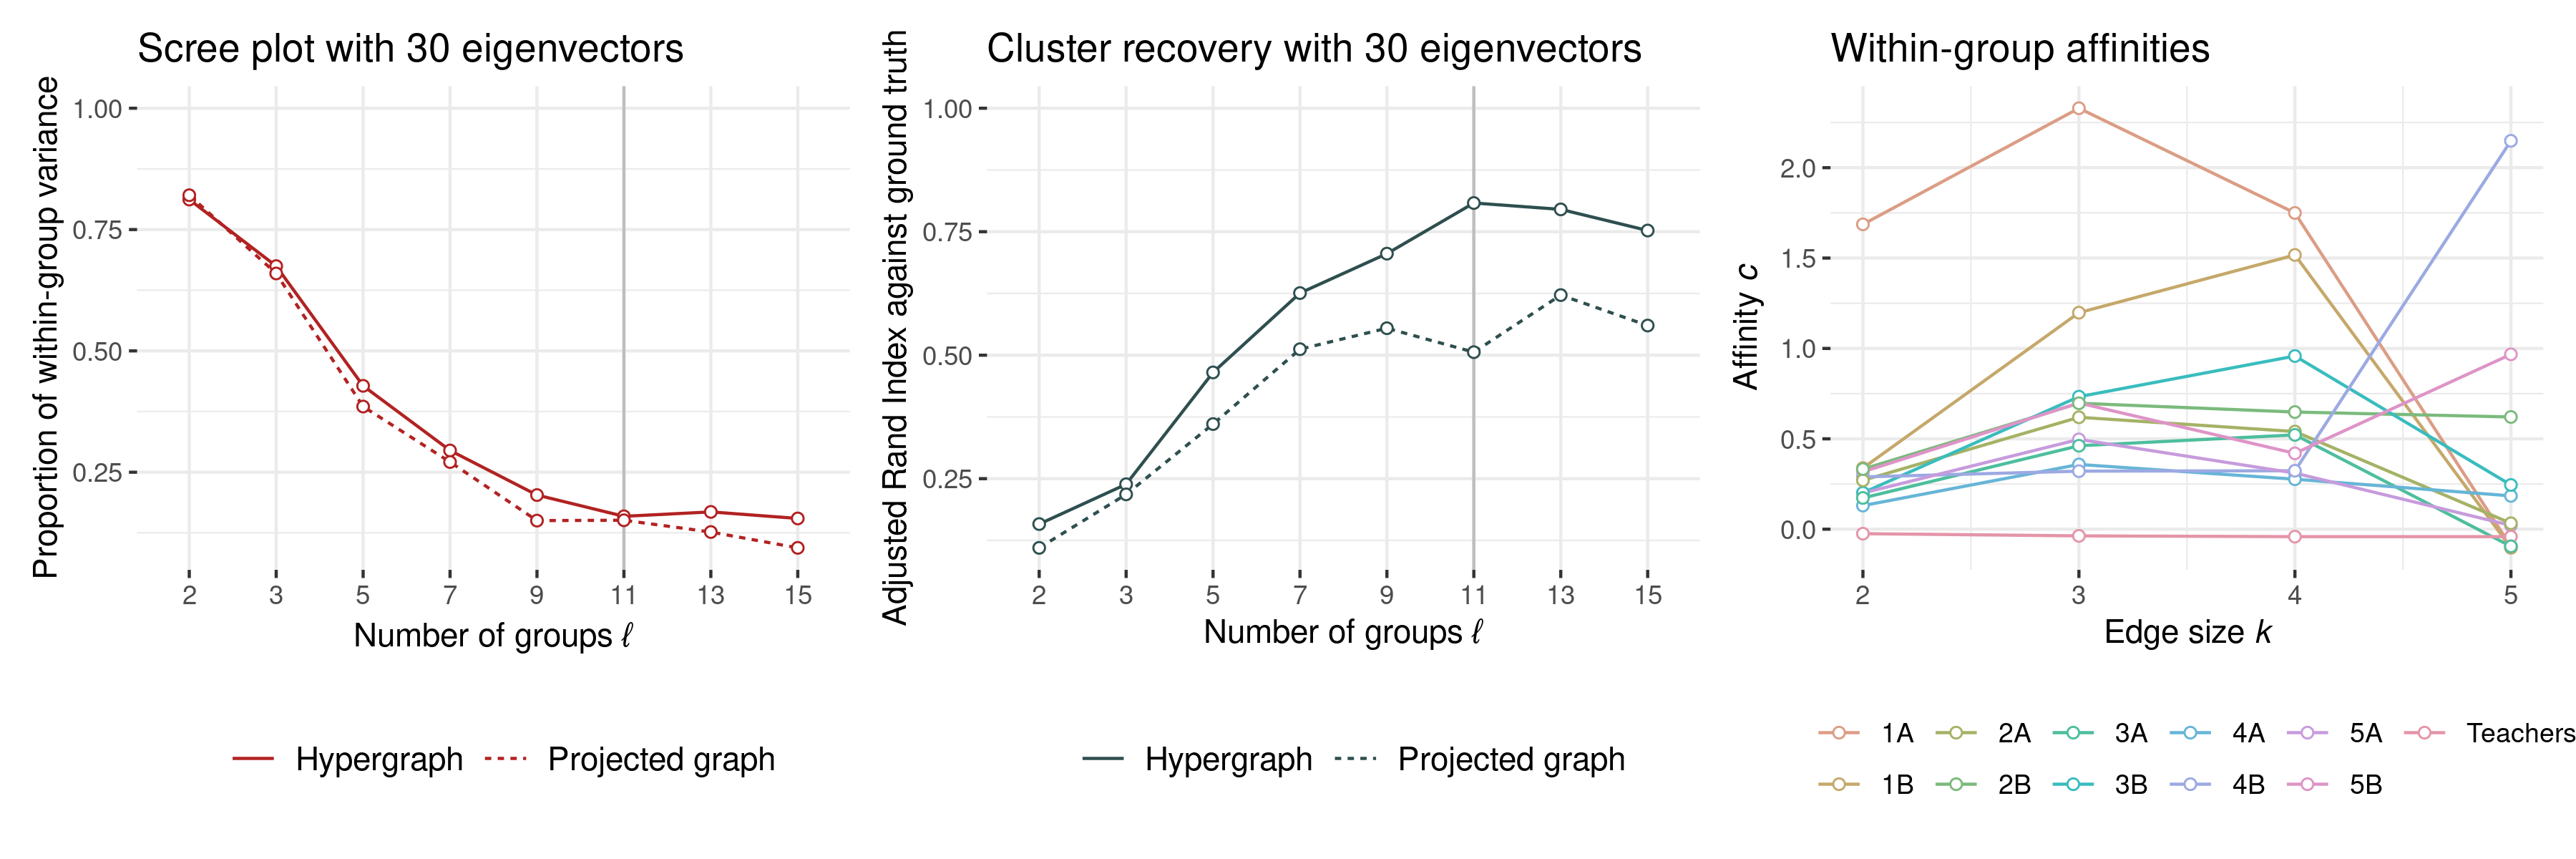 Scree plot with 30 eigenvectors
Proportion of within-group variance
1.00
0.75
0.50
0.25
2 3 5 7 9 11 13 15
Number of groups ℓ
Hypergraph Projected graph
Cluster recovery with 30 eigenvectors
Adjusted Rand Index against ground truth
1.00
0.75
0.50
0.25
2 3 5 7 9 11 13 15
Number of groups ℓ
Hypergraph Projected graph
Within-group affinities
Affinity c
2.0
1.5
1.0
0.5
0.0
2 3 4 5
Edge size k
1A 2A 3A 4A 5A Teachers
1B 2B 3B 4B 5B